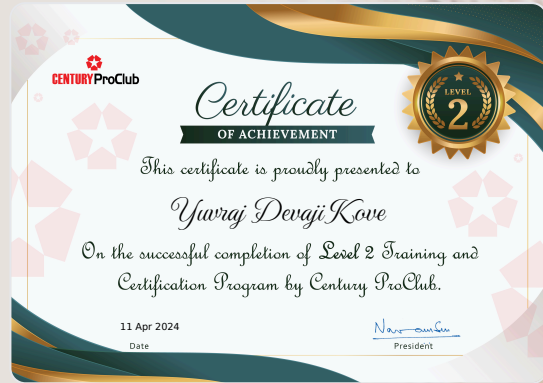 CENTURY ProClub
LEVEL
2
Certificate
OF ACHIEVEMENT
This certificate is proudly presented to
Yuvraj Devaji Kove
On the successful completion of Level 2 Training and
Certification Program by Century ProClub.
11 Apr 2024
Date
President